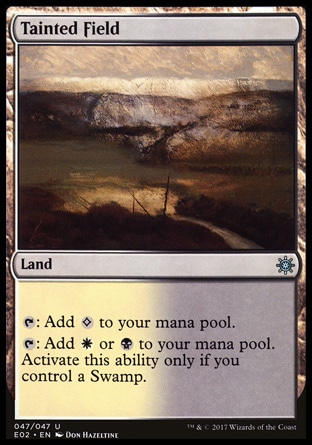 Tainted Field
Land
: Add to your mana pool.
: Add or to your mana pool.
Activate this ability only if you
control a Swamp.
047/047 U
E02 • EN Don Hazeltine
™ & © 2017 Wizards of the Coast